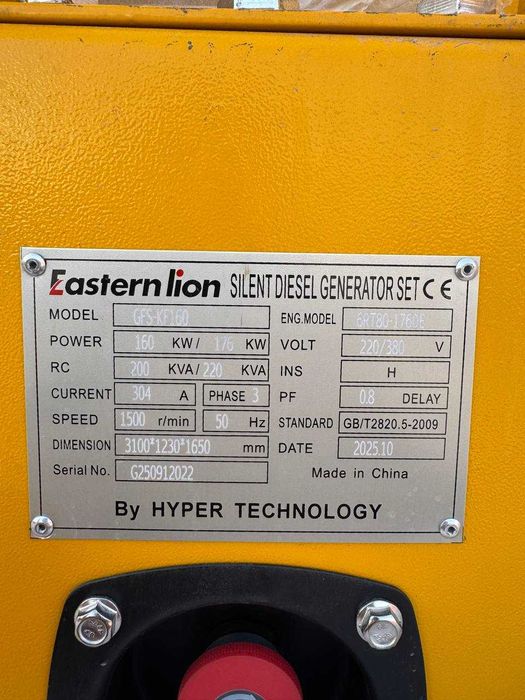 Eastern lion SILENT DIESEL GENERATOR SET CE
MODEL GFS-KF160 ENG.MODEL 6RT80-176DE
POWER 160 KW/ 176 KW VOLT 220/380 V
RC 200 KVA/ 220 KVA INS H
CURRENT 304 A PHASE 3 PF 0.8 DELAY
SPEED 1500 r/min 50 Hz STANDARD GB/T2820.5-2009
DIMENSION 3100*1230*1650 mm DATE 2025.10
Serial No. G250912022 Made in China
By HYPER TECHNOLOGY